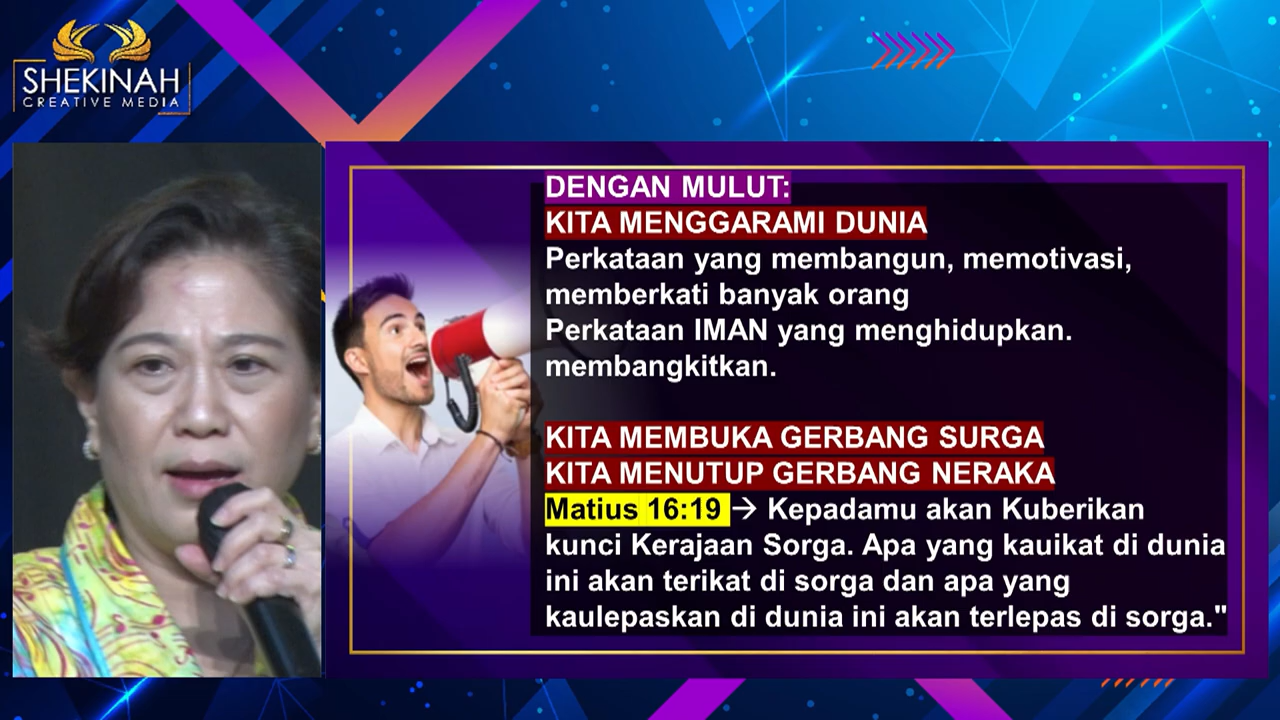 SHEKINAH
CREATIVE MEDIA
DENGAN MULUT:
KITA MENGGARAMI DUNIA
Perkataan yang membangun, memotivasi,
memberkati banyak orang
Perkataan IMAN yang menghidupkan.
membangkitkan.
KITA MEMBUKA GERBANG SURGA
KITA MENUTUP GERBANG NERAKA
Matius 16:19 → Kepadamu akan Kuberikan
kunci Kerajaan Sorga. Apa yang kauikat di dunia
ini akan terikat di sorga dan apa yang
kaulepaskan di dunia ini akan terlepas di sorga."